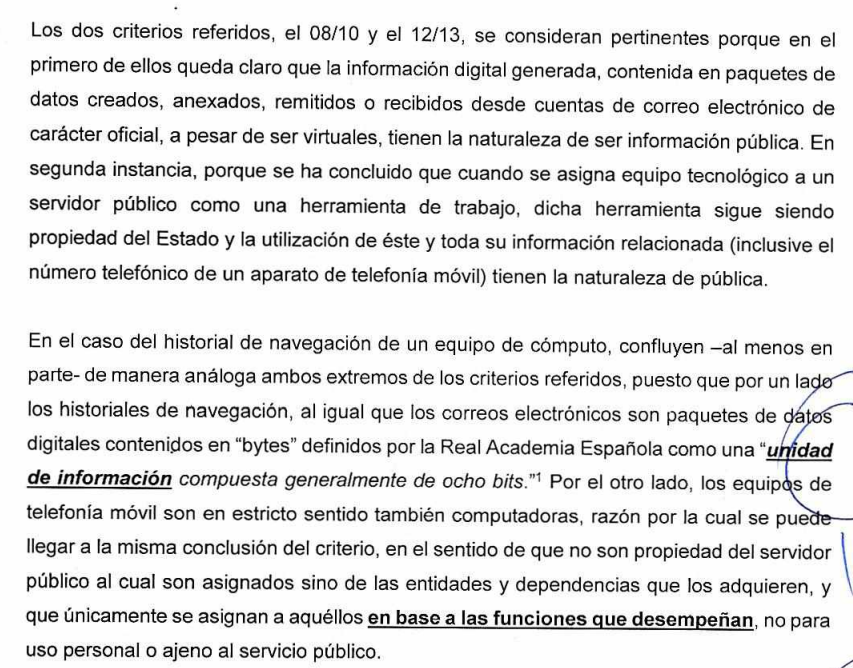 Los dos criterios referidos, el 08/10 y el 12/13, se consideran pertinentes porque en el
primero de ellos queda claro que la información digital generada, contenida en paquetes de
datos creados, anexados, remitidos o recibidos desde cuentas de correo electrónico de
carácter oficial, a pesar de ser virtuales, tienen la naturaleza de ser información pública. En
segunda instancia, porque se ha concluido que cuando se asigna equipo tecnológico a un
servidor público como una herramienta de trabajo, dicha herramienta sigue siendo
propiedad del Estado y la utilización de éste y toda su información relacionada (inclusive el
número telefónico de un aparato de telefonía móvil) tienen la naturaleza de pública.
En el caso del historial de navegación de un equipo de cómputo, confluyen –al menos en
parte- de manera análoga ambos extremos de los criterios referidos, puesto que por un lado
los historiales de navegación, al igual que los correos electrónicos son paquetes de datos
digitales contenidos en “bytes” definidos por la Real Academia Española como una “unidad
de información compuesta generalmente de ocho bits.”¹ Por el otro lado, los equipos de
telefonía móvil son en estricto sentido también computadoras, razón por la cual se puede
llegar a la misma conclusión del criterio, en el sentido de que no son propiedad del servidor
público al cual son asignados sino de las entidades y dependencias que los adquieren, y
que únicamente se asignan a aquéllos en base a las funciones que desempeñan, no para
uso personal o ajeno al servicio público.